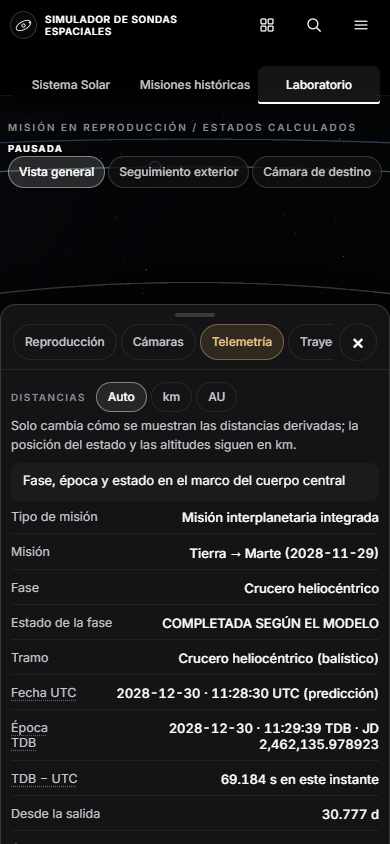 SIMULADOR DE SONDAS
ESPACIALES
Sistema Solar
Misiones históricas
Laboratorio
MISIÓN EN REPRODUCCIÓN / ESTADOS CALCULADOS
PAUSADA
Vista general
Seguimiento exterior
Cámara de destino
Reproducción
Cámaras
Telemetría
Traye
×
DISTANCIAS
Auto
km
AU
Solo cambia cómo se muestran las distancias derivadas; la
posición del estado y las altitudes siguen en km.
Fase, época y estado en el marco del cuerpo central
Tipo de misión Misión interplanetaria integrada
Misión Tierra → Marte (2028-11-29)
Fase Crucero heliocéntrico
Estado de la fase COMPLETADA SEGÚN EL MODELO
Tramo Crucero heliocéntrico (balístico)
Fecha UTC 2028-12-30 · 11:28:30 UTC (predicción)
Época
TDB
2028-12-30 · 11:29:39 TDB · JD
2,462,135.978923
TDB − UTC 69.184 s en este instante
Desde la salida 30.777 d